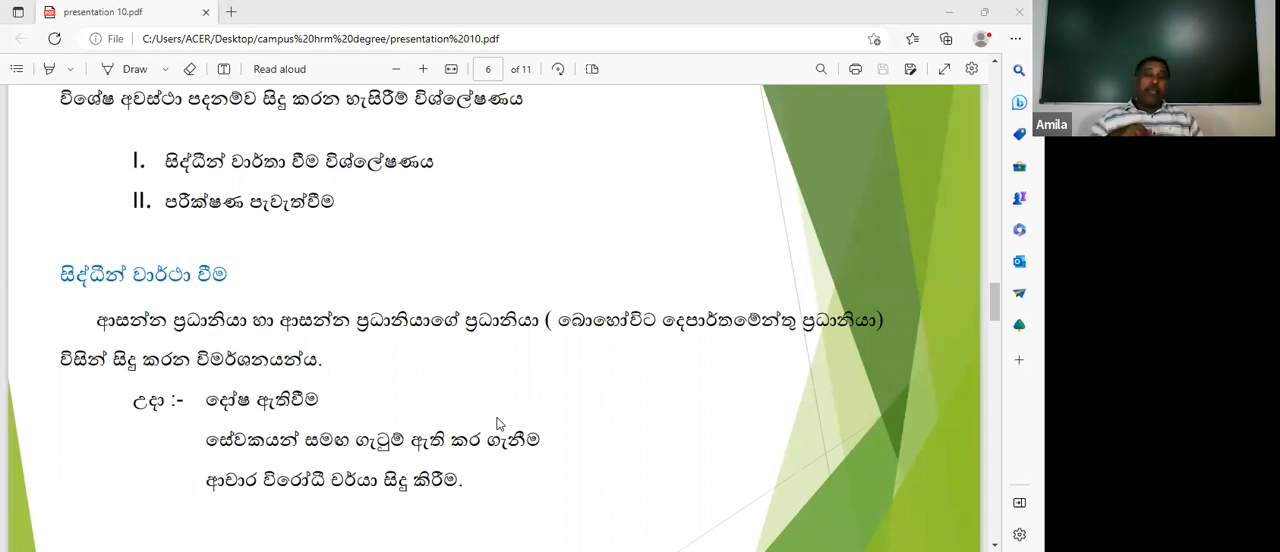 presentation 10.pdf
File
C:/Users/ACER/Desktop/campus%20hrm%20degree/presentation%2010.pdf
Draw
Read aloud
6 of 11
විශේෂ අවස්ථා පදනම්ව සිදු කරන හැසිරීම් විශ්ලේෂණය
I. සිද්ධීන් වාර්තා වීම විශ්ලේෂණය
II. පරීක්ෂණ පැවැත්වීම
සිද්ධීන් වාර්ථා වීම
ආසන්න ප්‍රධානියා හා ආසන්න ප්‍රධානියාගේ ප්‍රධානියා ( බොහෝවිට දෙපාර්තමේන්තු ප්‍රධානියා)
විසින් සිදු කරන විමර්ශනයන්ය.
උදා :- දෝෂ ඇතිවීම
සේවකයන් සමඟ ගැටුම් ඇති කර ගැනීම
ආචාර විරෝධී චර්යා සිදු කිරීම.
Amila